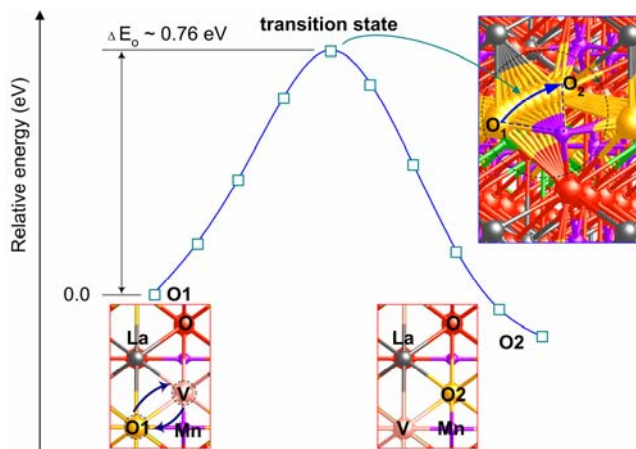 transition state
Δ E₀ ~ 0.76 eV
Relative energy (eV)
O₂
O₁
0.0
O1
O2
O
La
V
O1
Mn
O
La
O2
V
Mn